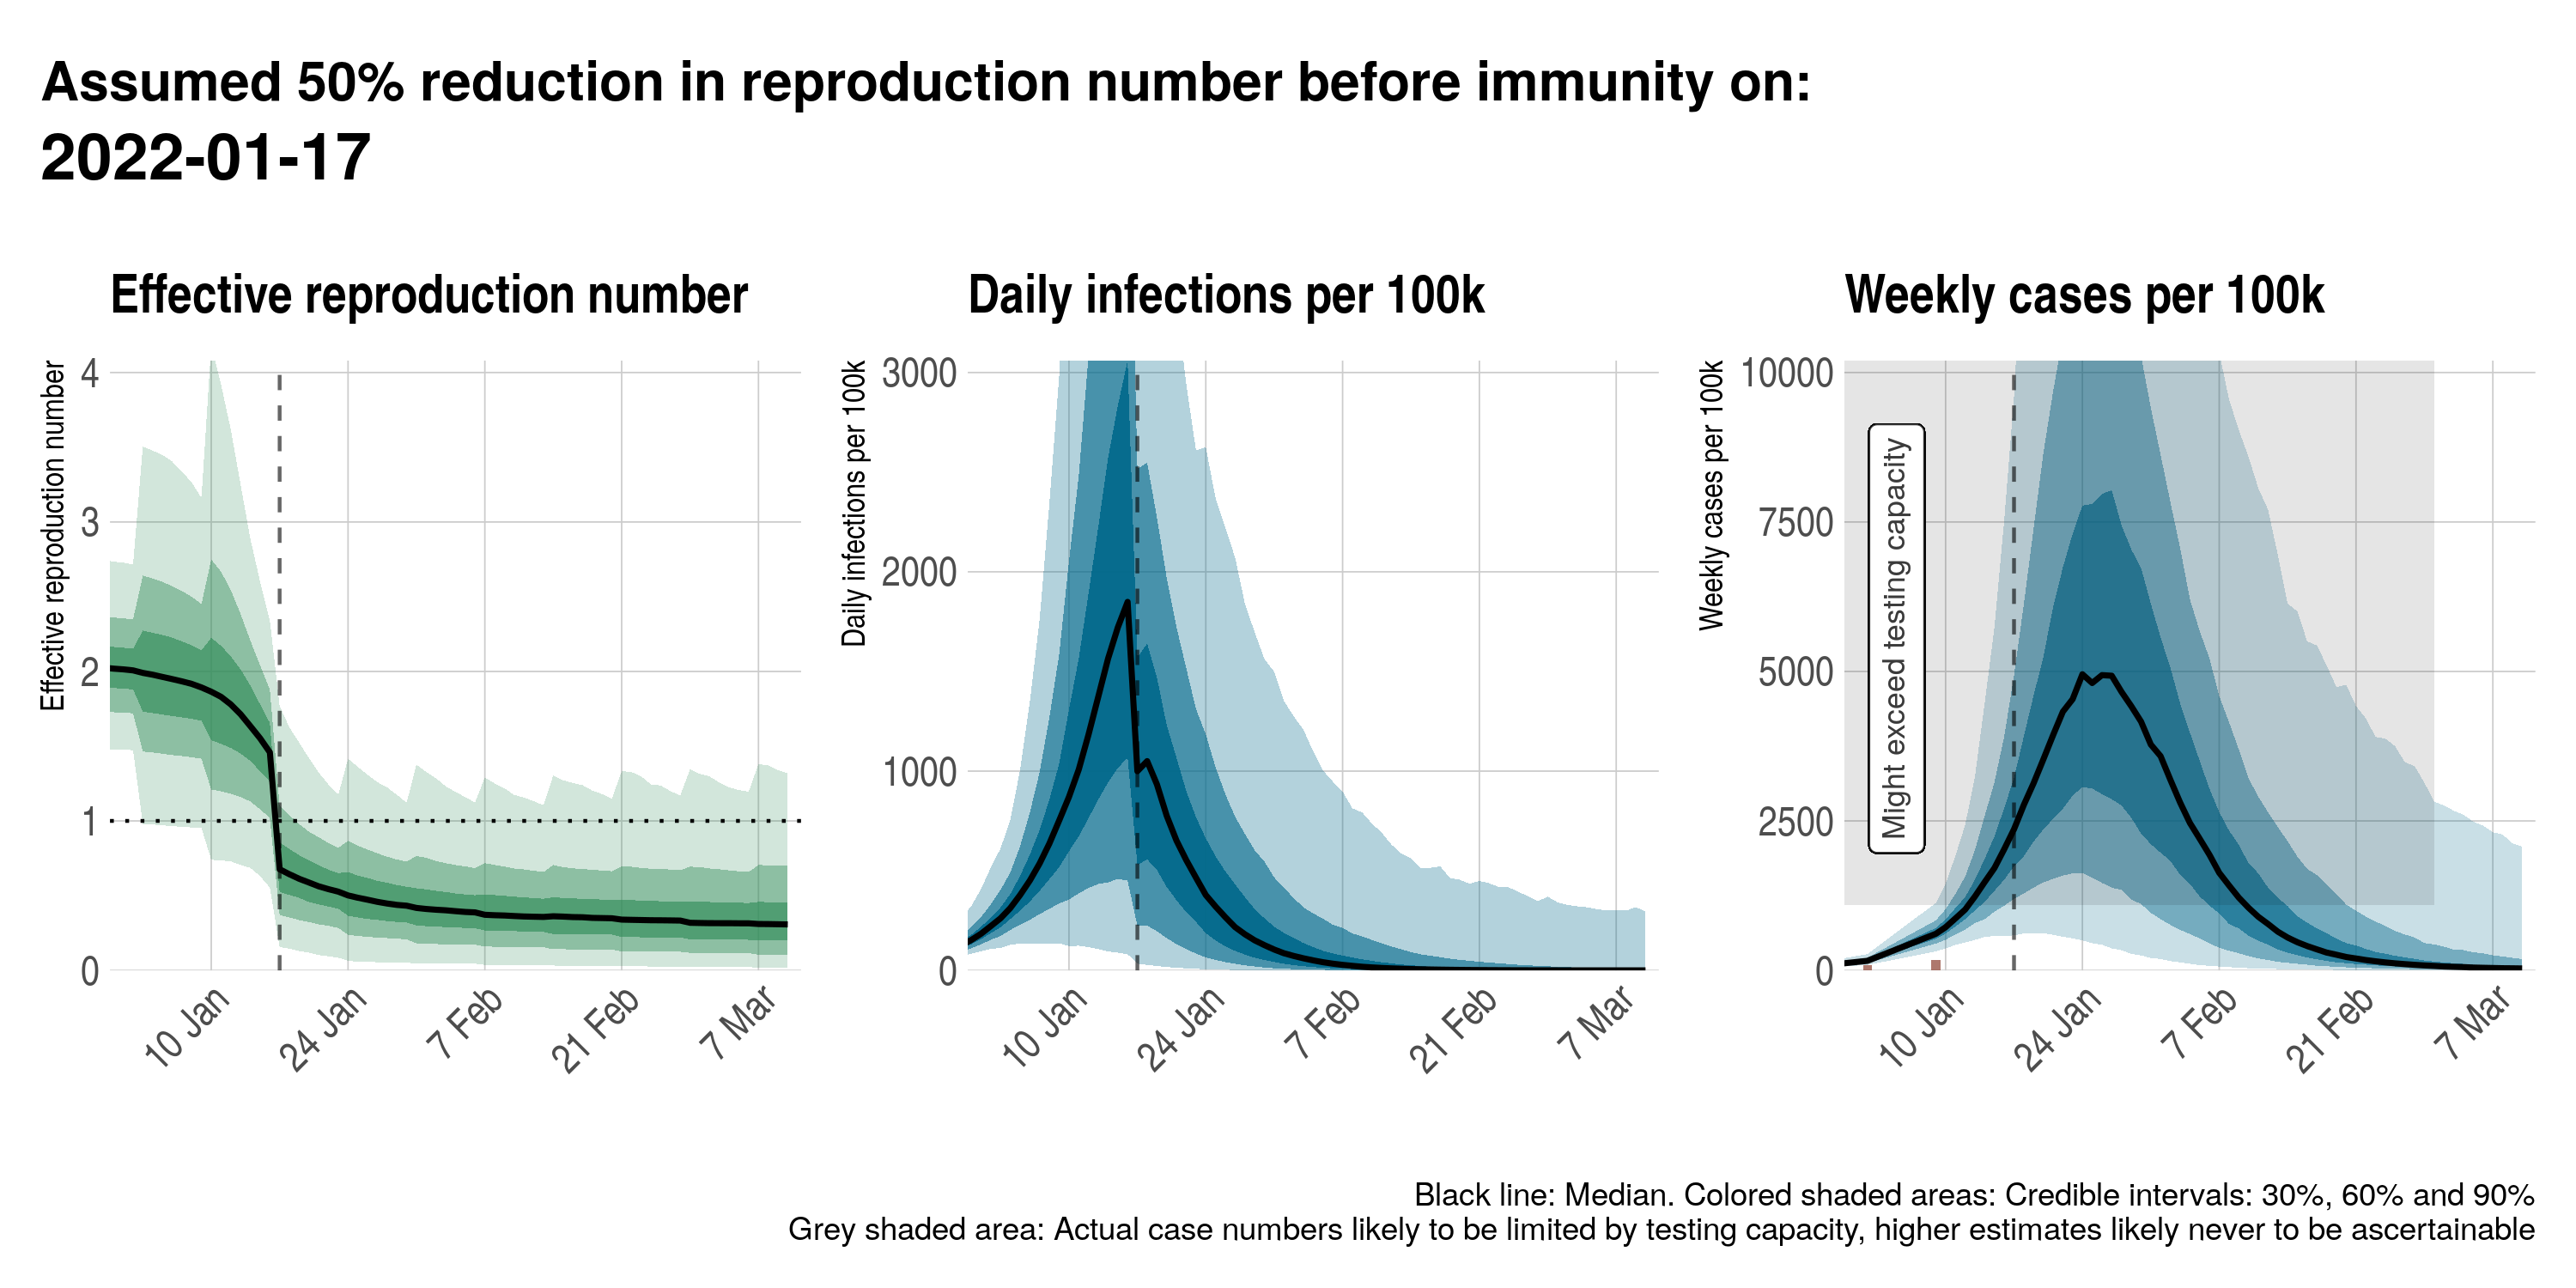 Assumed 50% reduction in reproduction number before immunity on:
2022-01-17
Effective reproduction number
Effective reproduction number
4
3
2
1
0
10 Jan
24 Jan
7 Feb
21 Feb
7 Mar
Daily infections per 100k
Daily infections per 100k
3000
2000
1000
0
10 Jan
24 Jan
7 Feb
21 Feb
7 Mar
Weekly cases per 100k
Weekly cases per 100k
10000
7500
5000
2500
0
Might exceed testing capacity
10 Jan
24 Jan
7 Feb
21 Feb
7 Mar
Black line: Median. Colored shaded areas: Credible intervals: 30%, 60% and 90%
Grey shaded area: Actual case numbers likely to be limited by testing capacity, higher estimates likely never to be ascertainable